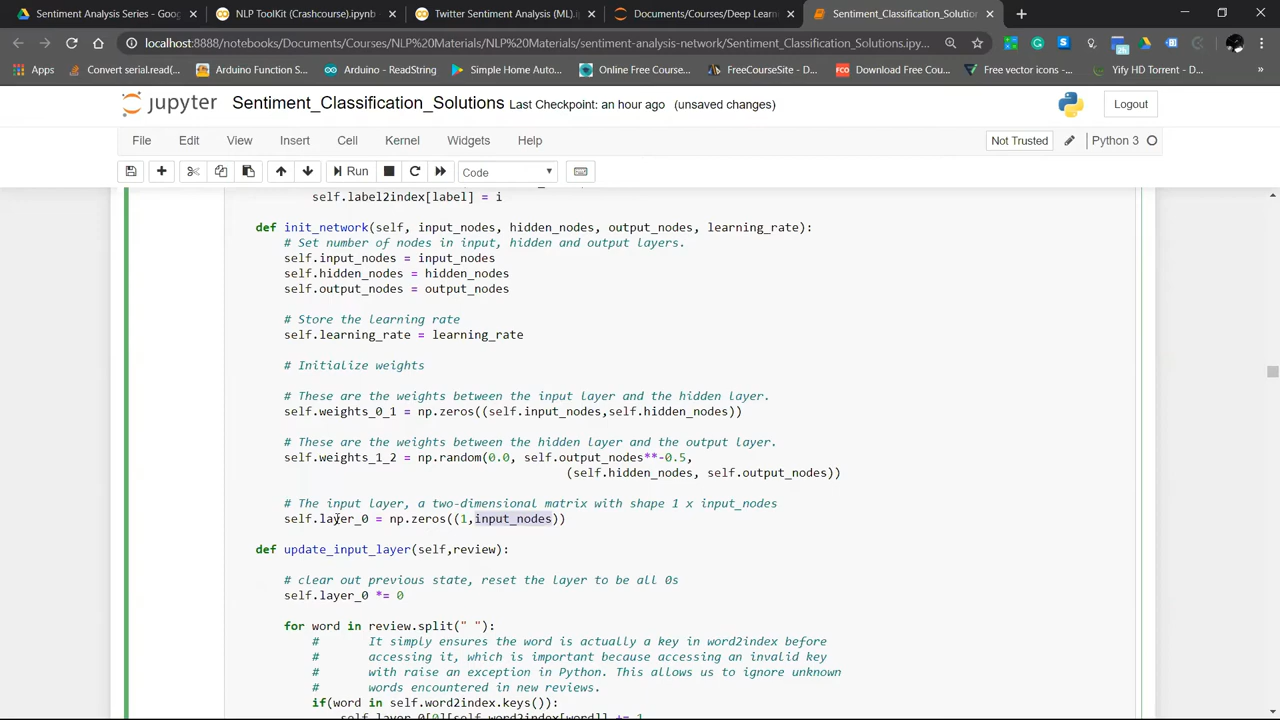 Sentiment Analysis Series - Goog
NLP ToolKit (Crashcourse).ipynb
Twitter Sentiment Analysis (ML).i
Documents/Courses/Deep Learn
Sentiment_Classification_Solution
localhost:8888/notebooks/Documents/Courses/NLP%20Materials/NLP%20Materials/sentiment-analysis-network/Sentiment_Classification_Solutions.ipy...
Apps
Convert serial.read(...
Arduino Function S...
Arduino - ReadString
Simple Home Auto...
Online Free Course...
FreeCourseSite - D...
FCO Download Free Cou...
Free vector icons -...
Yify HD Torrent - D...
»
jupyter Sentiment_Classification_Solutions Last Checkpoint: an hour ago (unsaved changes)
Logout
File Edit View Insert Cell Kernel Widgets Help
Not Trusted
Python 3
Run
Code
self.label2index[label] = i
def init_network(self, input_nodes, hidden_nodes, output_nodes, learning_rate):
# Set number of nodes in input, hidden and output layers.
self.input_nodes = input_nodes
self.hidden_nodes = hidden_nodes
self.output_nodes = output_nodes
# Store the learning rate
self.learning_rate = learning_rate
# Initialize weights
# These are the weights between the input layer and the hidden layer.
self.weights_0_1 = np.zeros((self.input_nodes,self.hidden_nodes))
# These are the weights between the hidden layer and the output layer.
self.weights_1_2 = np.random(0.0, self.output_nodes**-0.5,
(self.hidden_nodes, self.output_nodes))
# The input layer, a two-dimensional matrix with shape 1 x input_nodes
self.layer_0 = np.zeros((1,input_nodes))
def update_input_layer(self,review):
# clear out previous state, reset the layer to be all 0s
self.layer_0 *= 0
for word in review.split(" "):
# It simply ensures the word is actually a key in word2index before
# accessing it, which is important because accessing an invalid key
# with raise an exception in Python. This allows us to ignore unknown
# words encountered in new reviews.
if(word in self.word2index.keys()):
self.layer_0[0][self.word2index[word]] += 1